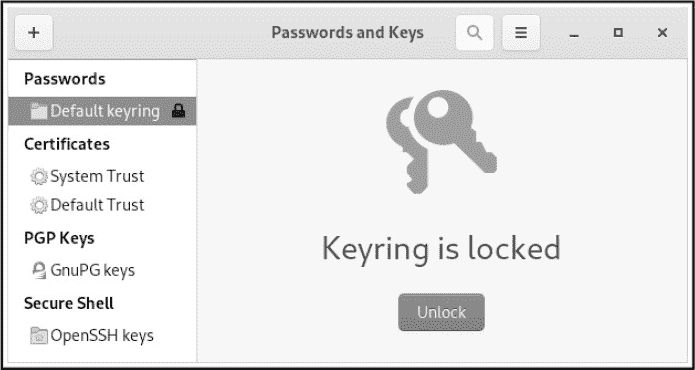 Passwords and Keys
Passwords
Default keyring
Certificates
System Trust
Default Trust
PGP Keys
GnuPG keys
Secure Shell
OpenSSH keys
Keyring is locked
Unlock